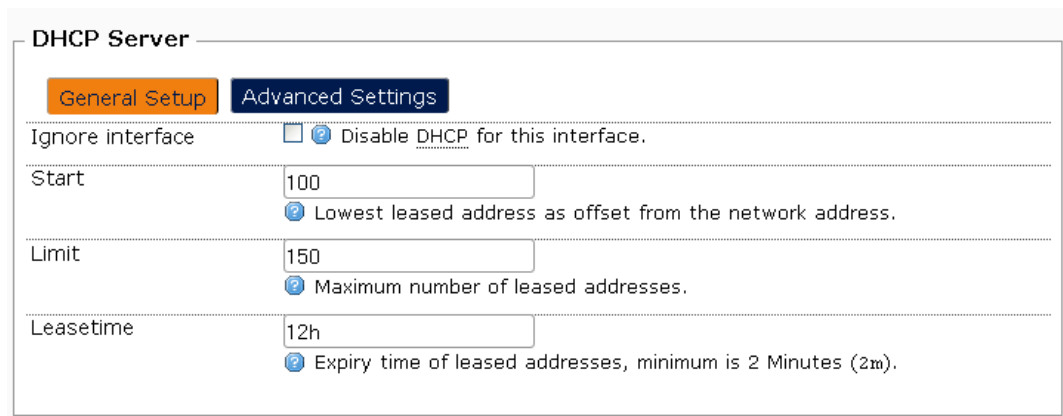 DHCP Server
General Setup Advanced Settings
Ignore interface Disable DHCP for this interface.
Start 100
Lowest leased address as offset from the network address.
Limit 150
Maximum number of leased addresses.
Leasetime 12h
Expiry time of leased addresses, minimum is 2 Minutes (2m).